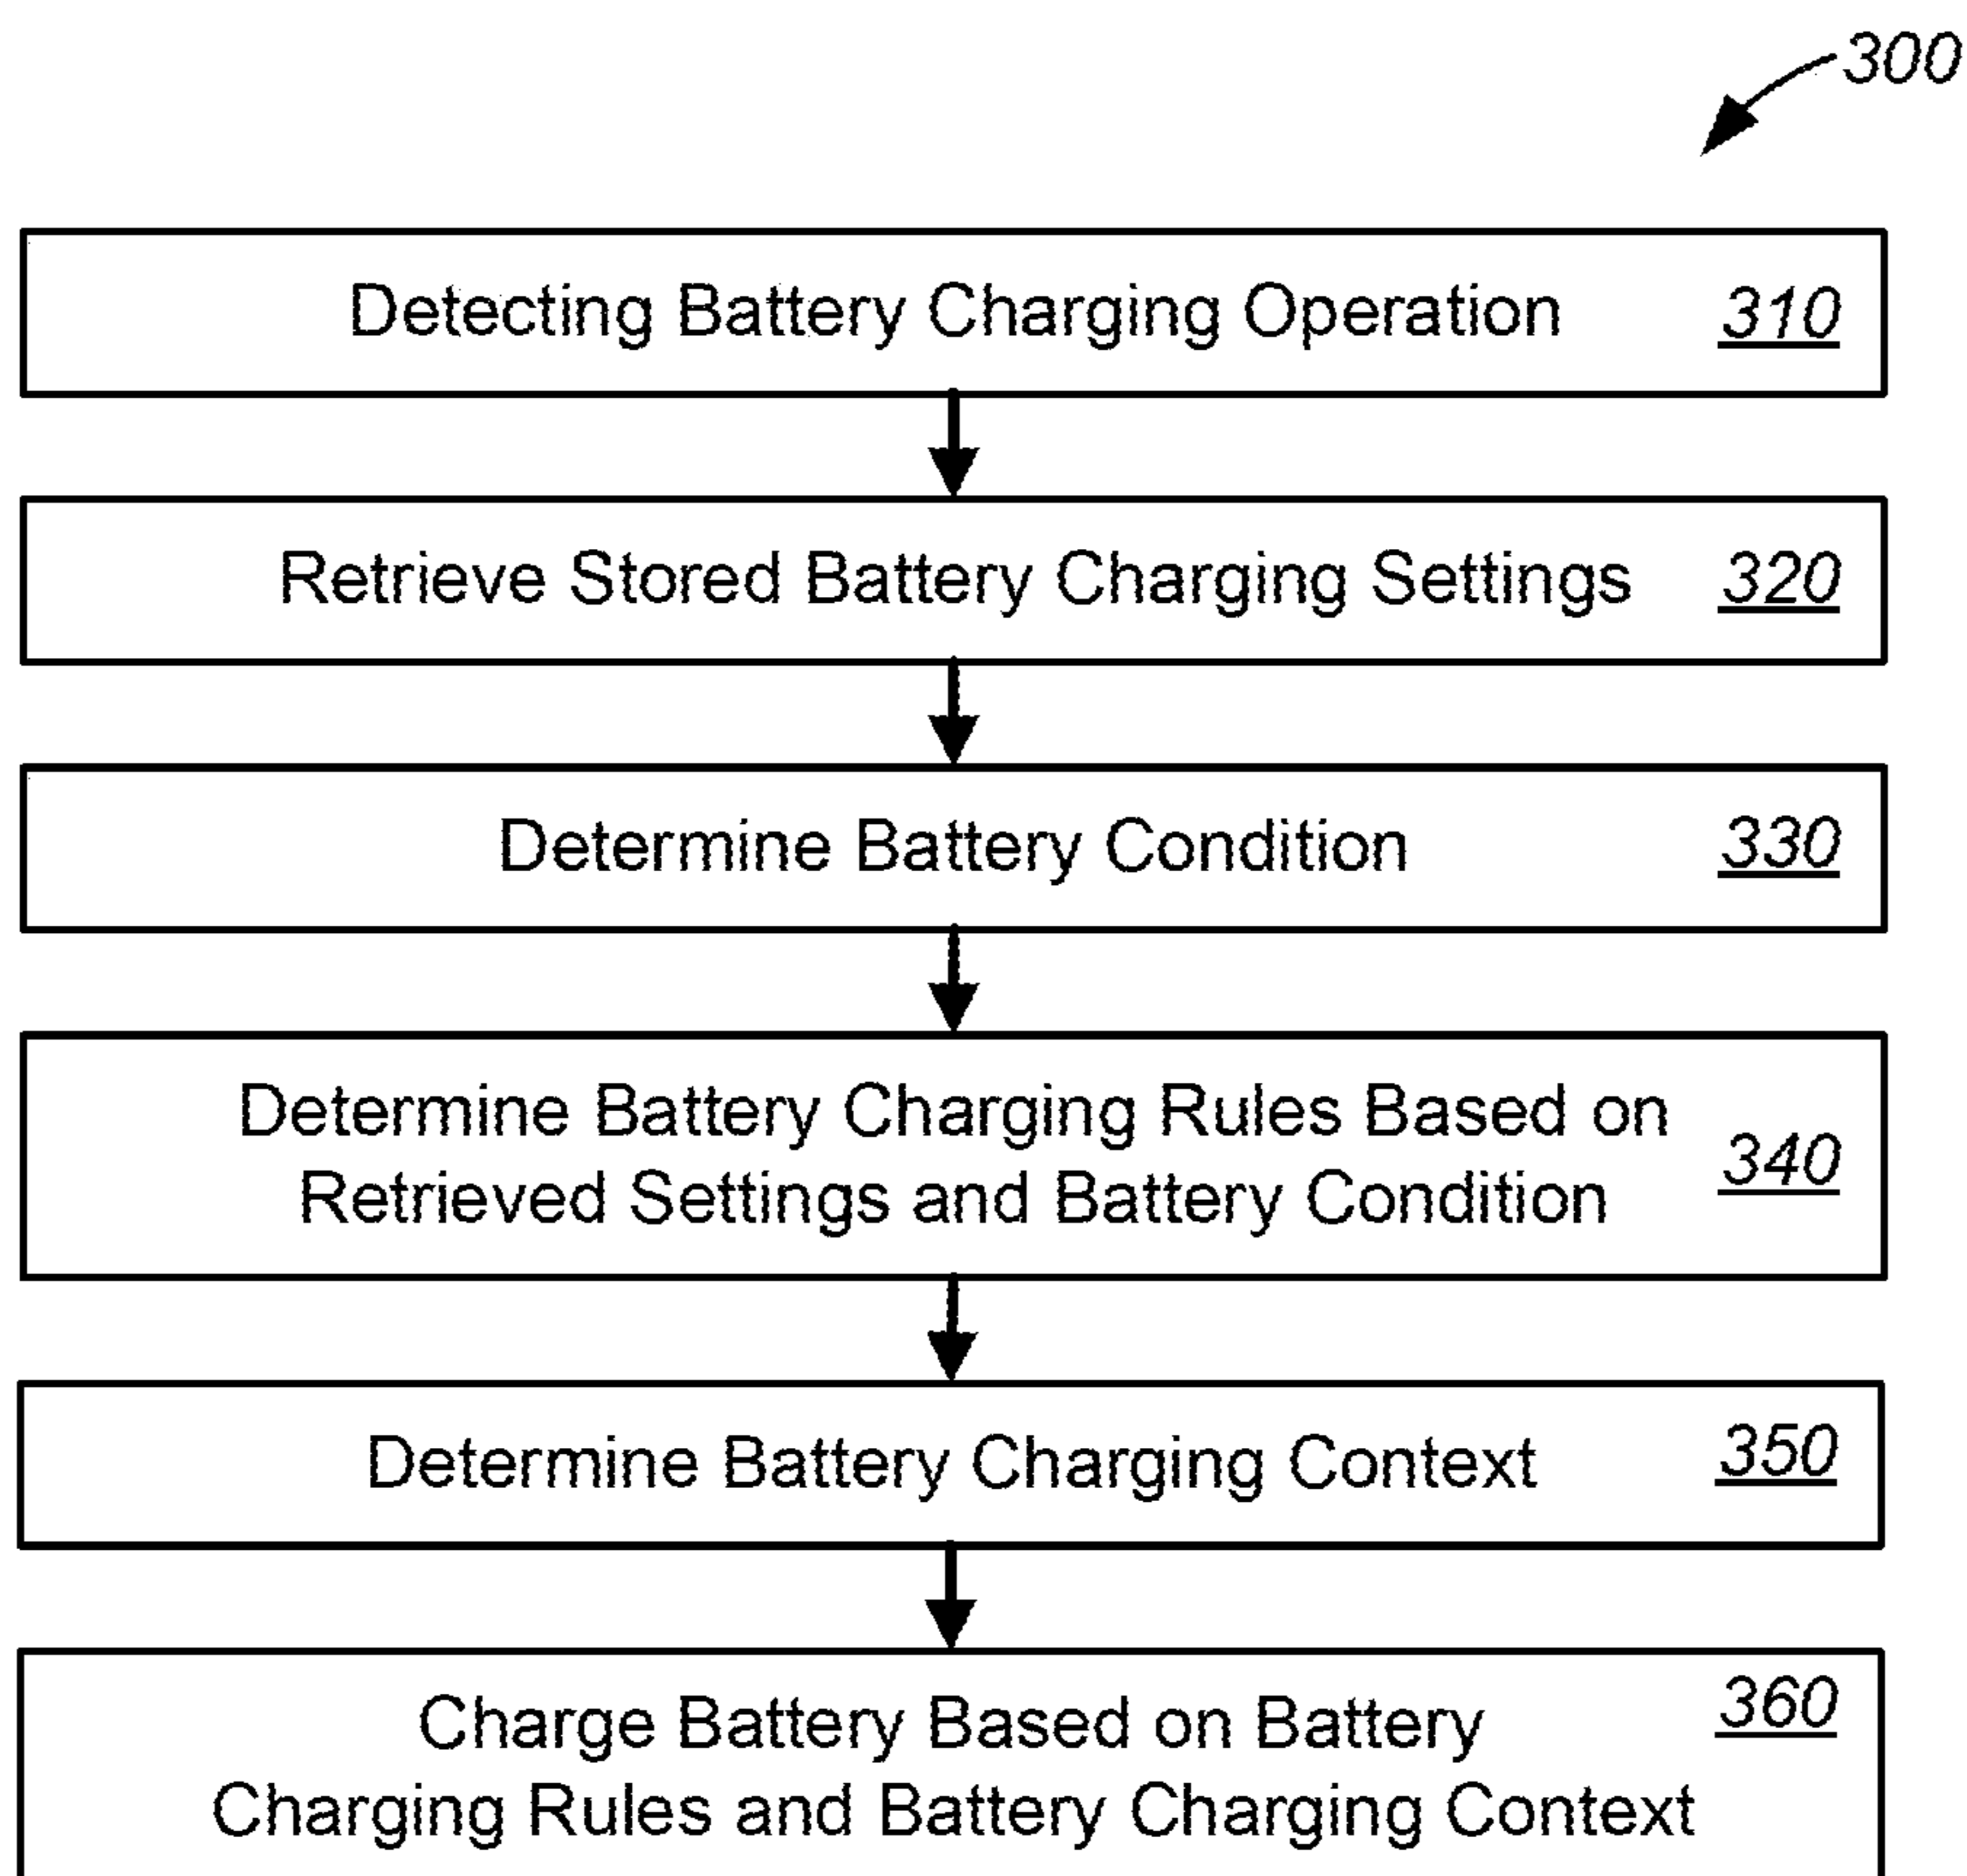 300
Detecting Battery Charging Operation 310
Retrieve Stored Battery Charging Settings 320
Determine Battery Condition 330
Determine Battery Charging Rules Based on
Retrieved Settings and Battery Condition 340
Determine Battery Charging Context 350
Charge Battery Based on Battery 360
Charging Rules and Battery Charging Context